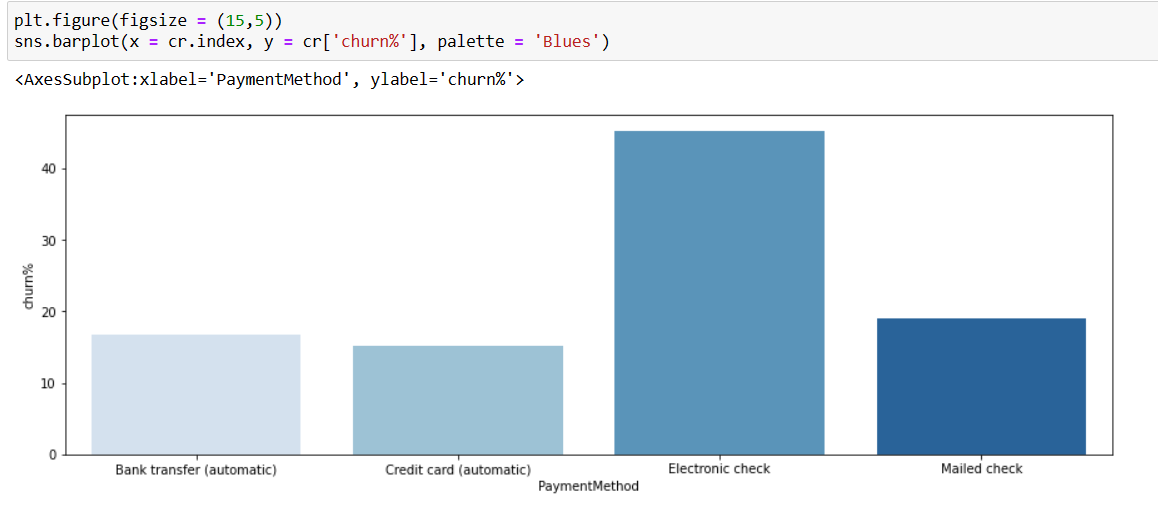 plt.figure(figsize = (15,5))
sns.barplot(x = cr.index, y = cr['churn%'], palette = 'Blues')
<AxesSubplot:xlabel='PaymentMethod', ylabel='churn%'>
40
30
20
10
0
churn%
Bank transfer (automatic) Credit card (automatic) Electronic check Mailed check
PaymentMethod